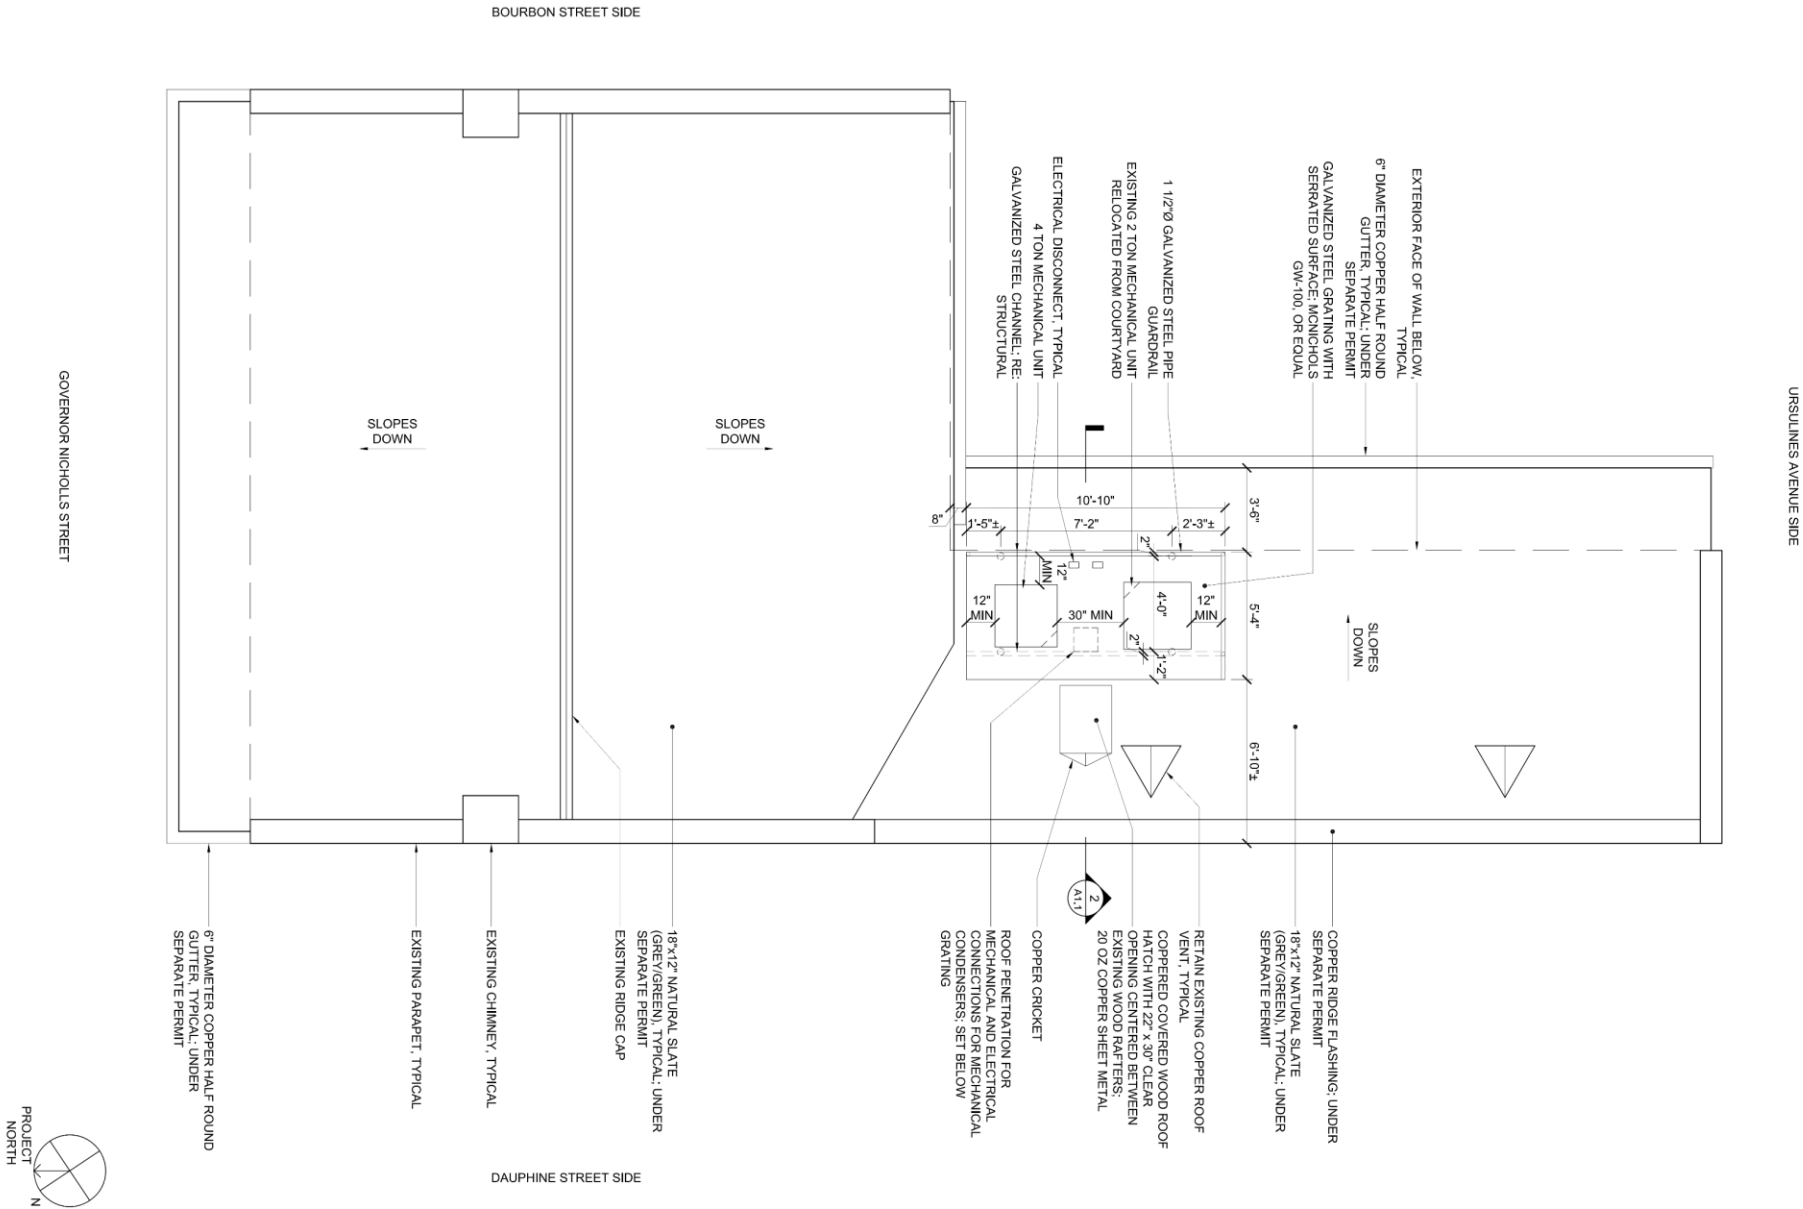 BOURBON STREET SIDE
GOVERNOR NICHOLLS STREET
URSULINES AVENUE SIDE
SLOPES
DOWN
SLOPES
DOWN
GALVANIZED STEEL CHANNEL; RE:
STRUCTURAL
4 TON MECHANICAL UNIT
ELECTRICAL DISCONNECT, TYPICAL
EXISTING 2 TON MECHANICAL UNIT
RELOCATED FROM COURTYARD
1 1/2"Ø GALVANIZED STEEL PIPE
GUARDRAIL
GALVANIZED STEEL GRATING WITH
SERRATED SURFACE; MCNICHOLS
GW-100, OR EQUAL
6" DIAMETER COPPER HALF ROUND
GUTTER, TYPICAL; UNDER
SEPARATE PERMIT
EXTERIOR FACE OF WALL BELOW,
TYPICAL
10'-10"
8"
1'-5"±
7'-2"
2'-3"±
3'-6"
2"
12"
MIN
12"
MIN
30" MIN
4'-0"
12"
MIN
5'-4"
2"
1'-2"
SLOPES
DOWN
6'-10"±
2
A1.1
6" DIAMETER COPPER HALF ROUND
GUTTER, TYPICAL; UNDER
SEPARATE PERMIT
EXISTING PARAPET, TYPICAL
EXISTING CHIMNEY, TYPICAL
EXISTING RIDGE CAP
18"x12" NATURAL SLATE
(GREY/GREEN), TYPICAL; UNDER
SEPARATE PERMIT
ROOF PENETRATION FOR
MECHANICAL AND ELECTRICAL
CONNECTIONS FOR MECHANICAL
CONDENSERS; SET BELOW
GRATING
COPPER CRICKET
COPPERED COVERED WOOD ROOF
HATCH WITH 22" x 30" CLEAR
OPENING CENTERED BETWEEN
EXISTING WOOD RAFTERS;
20 OZ COPPER SHEET METAL
RETAIN EXISTING COPPER ROOF
VENT, TYPICAL
18"x12" NATURAL SLATE
(GREY/GREEN), TYPICAL; UNDER
SEPARATE PERMIT
COPPER RIDGE FLASHING; UNDER
SEPARATE PERMIT
DAUPHINE STREET SIDE
PROJECT
NORTH
N